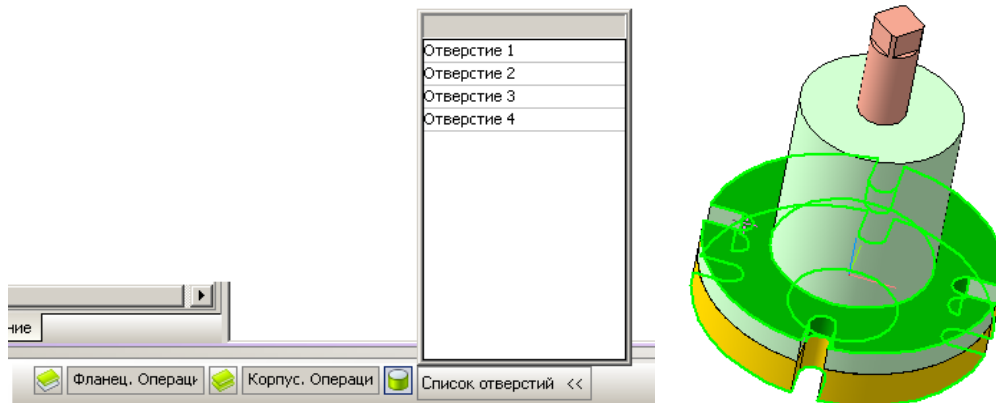 Отверстие 1
Отверстие 2
Отверстие 3
Отверстие 4
ние
Фланец. Операци Корпус. Операци Список отверстий <<